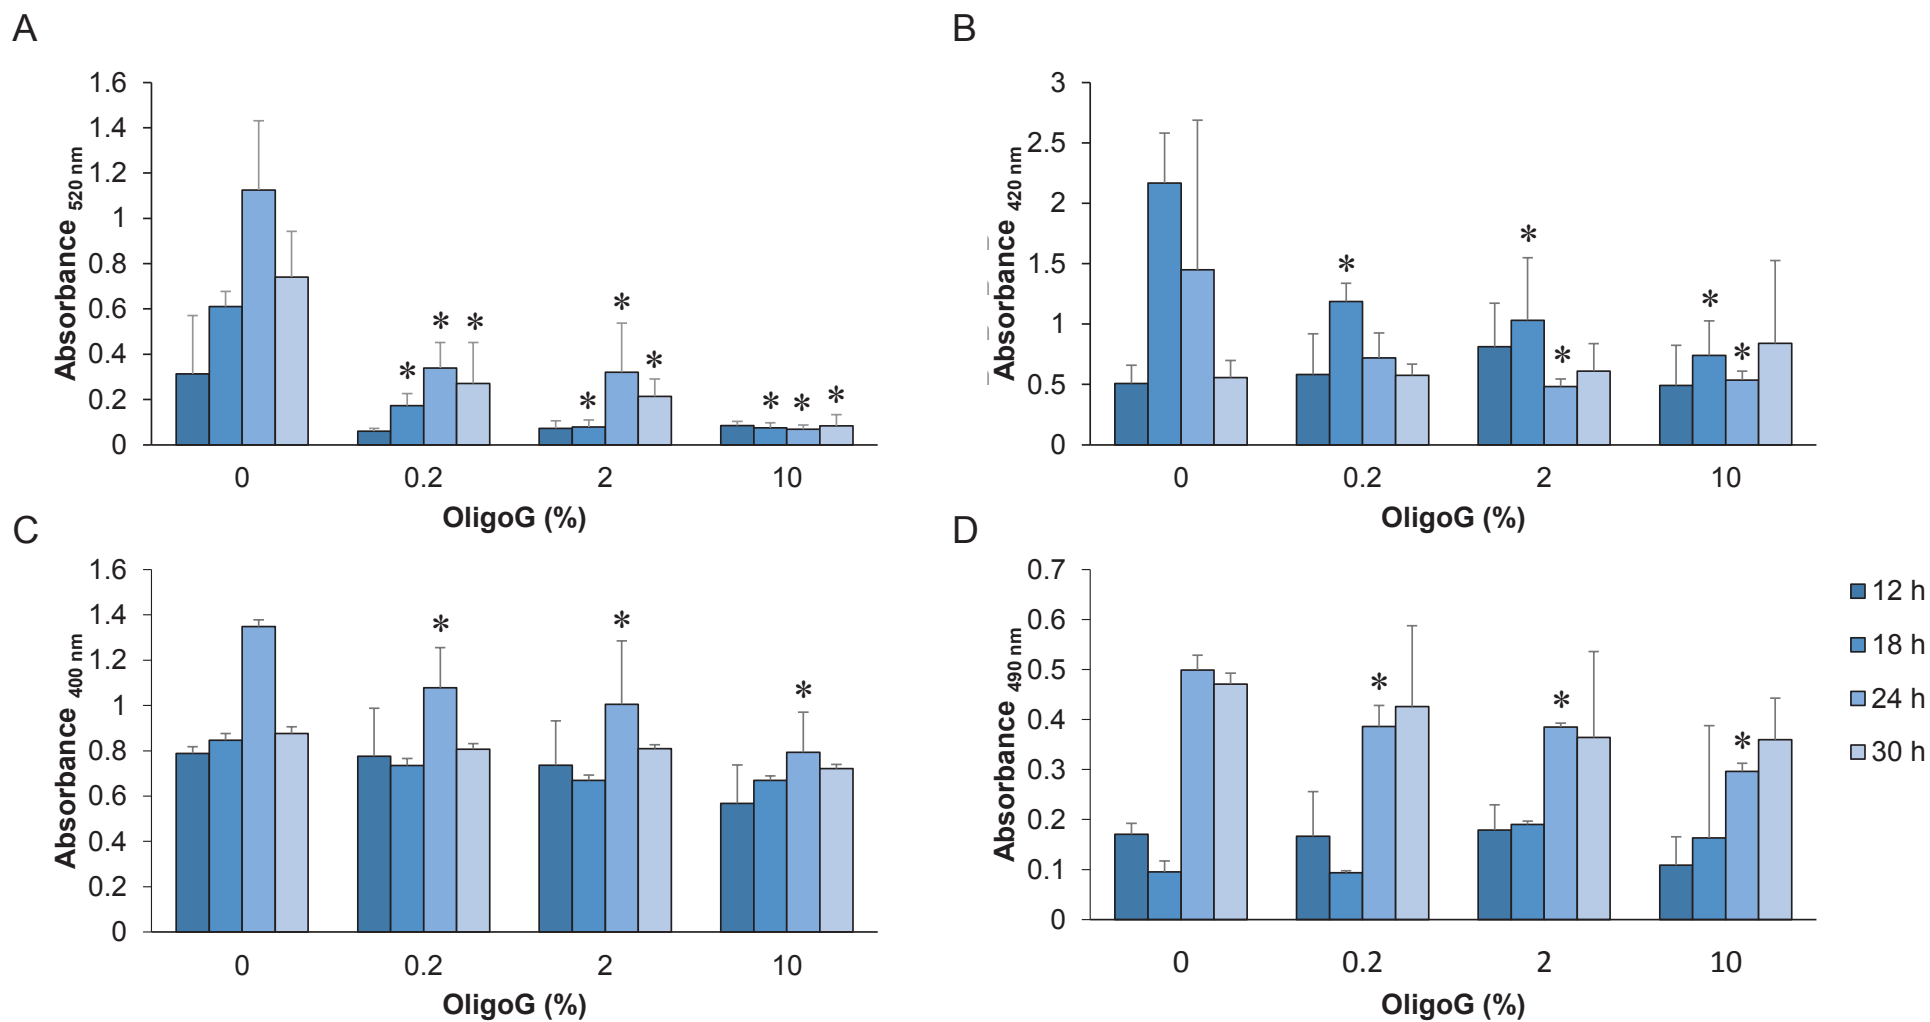 A
1.6
1.4
1.2
1
0.8
0.6
0.4
0.2
0
Absorbance 520 nm
* * *
* * *
* * *
0 0.2 2 10
OligoG (%)
B
3
2.5
2
1.5
1
0.5
0
Absorbance 420 nm
*
* *
* *
0 0.2 2 10
OligoG (%)
C
1.6
1.4
1.2
1
0.8
0.6
0.4
0.2
0
Absorbance 400 nm
* * *
0 0.2 2 10
OligoG (%)
D
0.7
0.6
0.5
0.4
0.3
0.2
0.1
0
Absorbance 490 nm
* * *
0 0.2 2 10
OligoG (%)
12 h
18 h
24 h
30 h